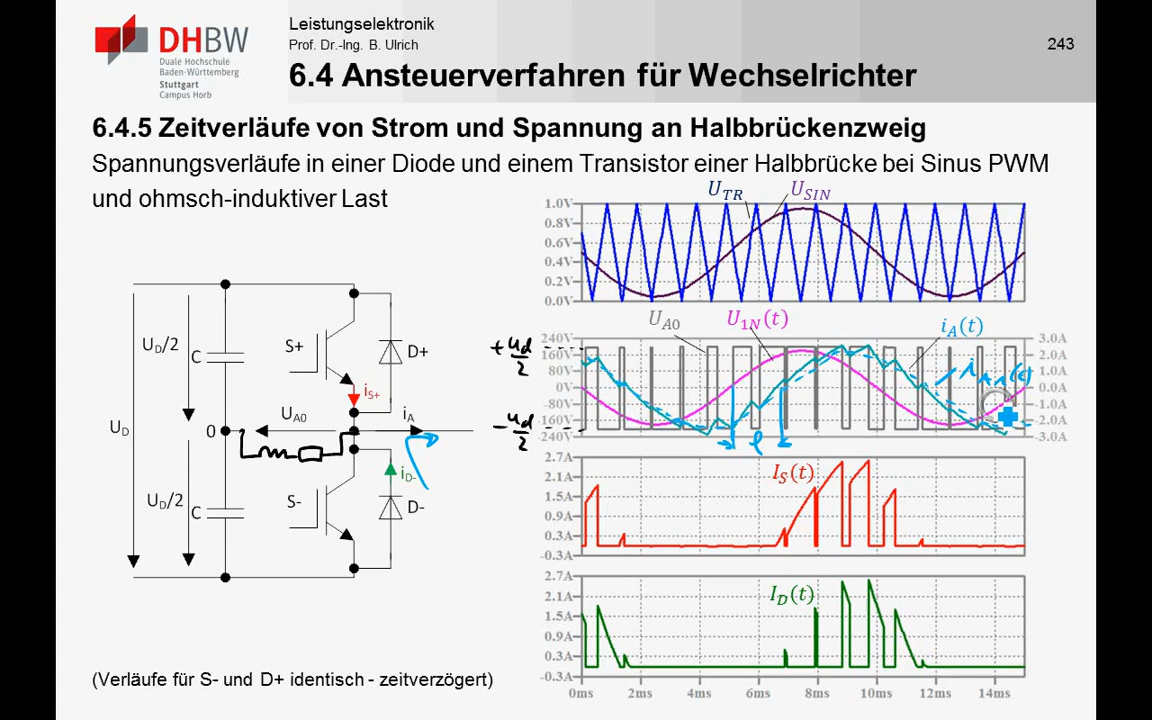 DHBW
Duale Hochschule
Baden-Württemberg
Stuttgart
Campus Horb
Leistungselektronik
Prof. Dr.-Ing. B. Ulrich
243
6.4 Ansteuerverfahren für Wechselrichter
6.4.5 Zeitverläufe von Strom und Spannung an Halbbrückenzweig
Spannungsverläufe in einer Diode und einem Transistor einer Halbbrücke bei Sinus PWM
und ohmsch-induktiver Last
U_TR U_SIN
1.0V
0.8V
0.6V
0.4V
0.2V
0.0V
U_A0 U_1N(t) i_A(t)
240V 3.0A
160V 2.0A
80V 1.0A
0V 0.0A
-80V -1.0A
-160V -2.0A
-240V -3.0A
+ud/2
-ud/2
φ
I_S(t)
2.7A
2.1A
1.5A
0.9A
0.3A
-0.3A
I_D(t)
2.7A
2.1A
1.5A
0.9A
0.3A
-0.3A
0ms 2ms 4ms 6ms 8ms 10ms 12ms 14ms
U_D/2 C S+ D+
i_S+
U_D 0 U_A0 i_A
i_D-
U_D/2 C S- D-
(Verläufe für S- und D+ identisch - zeitverzögert)